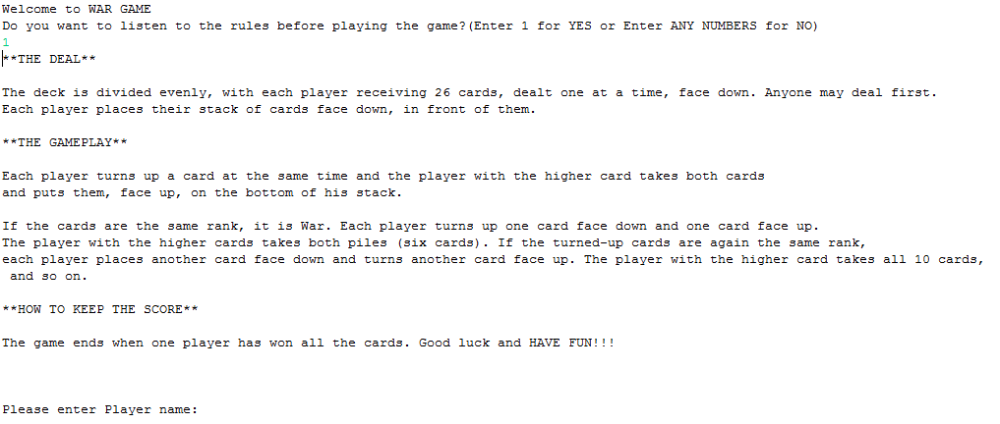 Welcome to WAR GAME
Do you want to listen to the rules before playing the game?(Enter 1 for YES or Enter ANY NUMBERS for NO)
1
**THE DEAL**
The deck is divided evenly, with each player receiving 26 cards, dealt one at a time, face down. Anyone may deal first.
Each player places their stack of cards face down, in front of them.
**THE GAMEPLAY**
Each player turns up a card at the same time and the player with the higher card takes both cards
and puts them, face up, on the bottom of his stack.
If the cards are the same rank, it is War. Each player turns up one card face down and one card face up.
The player with the higher cards takes both piles (six cards). If the turned-up cards are again the same rank,
each player places another card face down and turns another card face up. The player with the higher card takes all 10 cards,
and so on.
**HOW TO KEEP THE SCORE**
The game ends when one player has won all the cards. Good luck and HAVE FUN!!!
Please enter Player name: